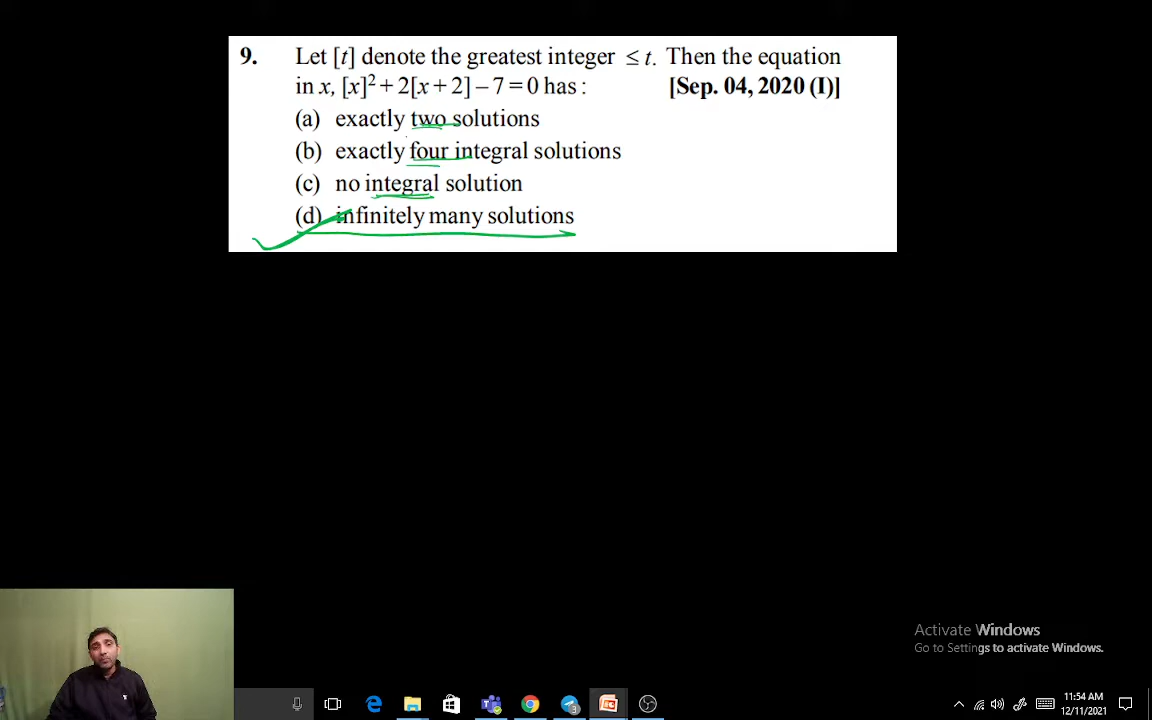 9. Let [t] denote the greatest integer ≤ t. Then the equation
in x, [x]² + 2[x + 2] – 7 = 0 has : [Sep. 04, 2020 (I)]
(a) exactly two solutions
(b) exactly four integral solutions
(c) no integral solution
(d) infinitely many solutions
Activate Windows
Go to Settings to activate Windows.
11:54 AM
12/11/2021